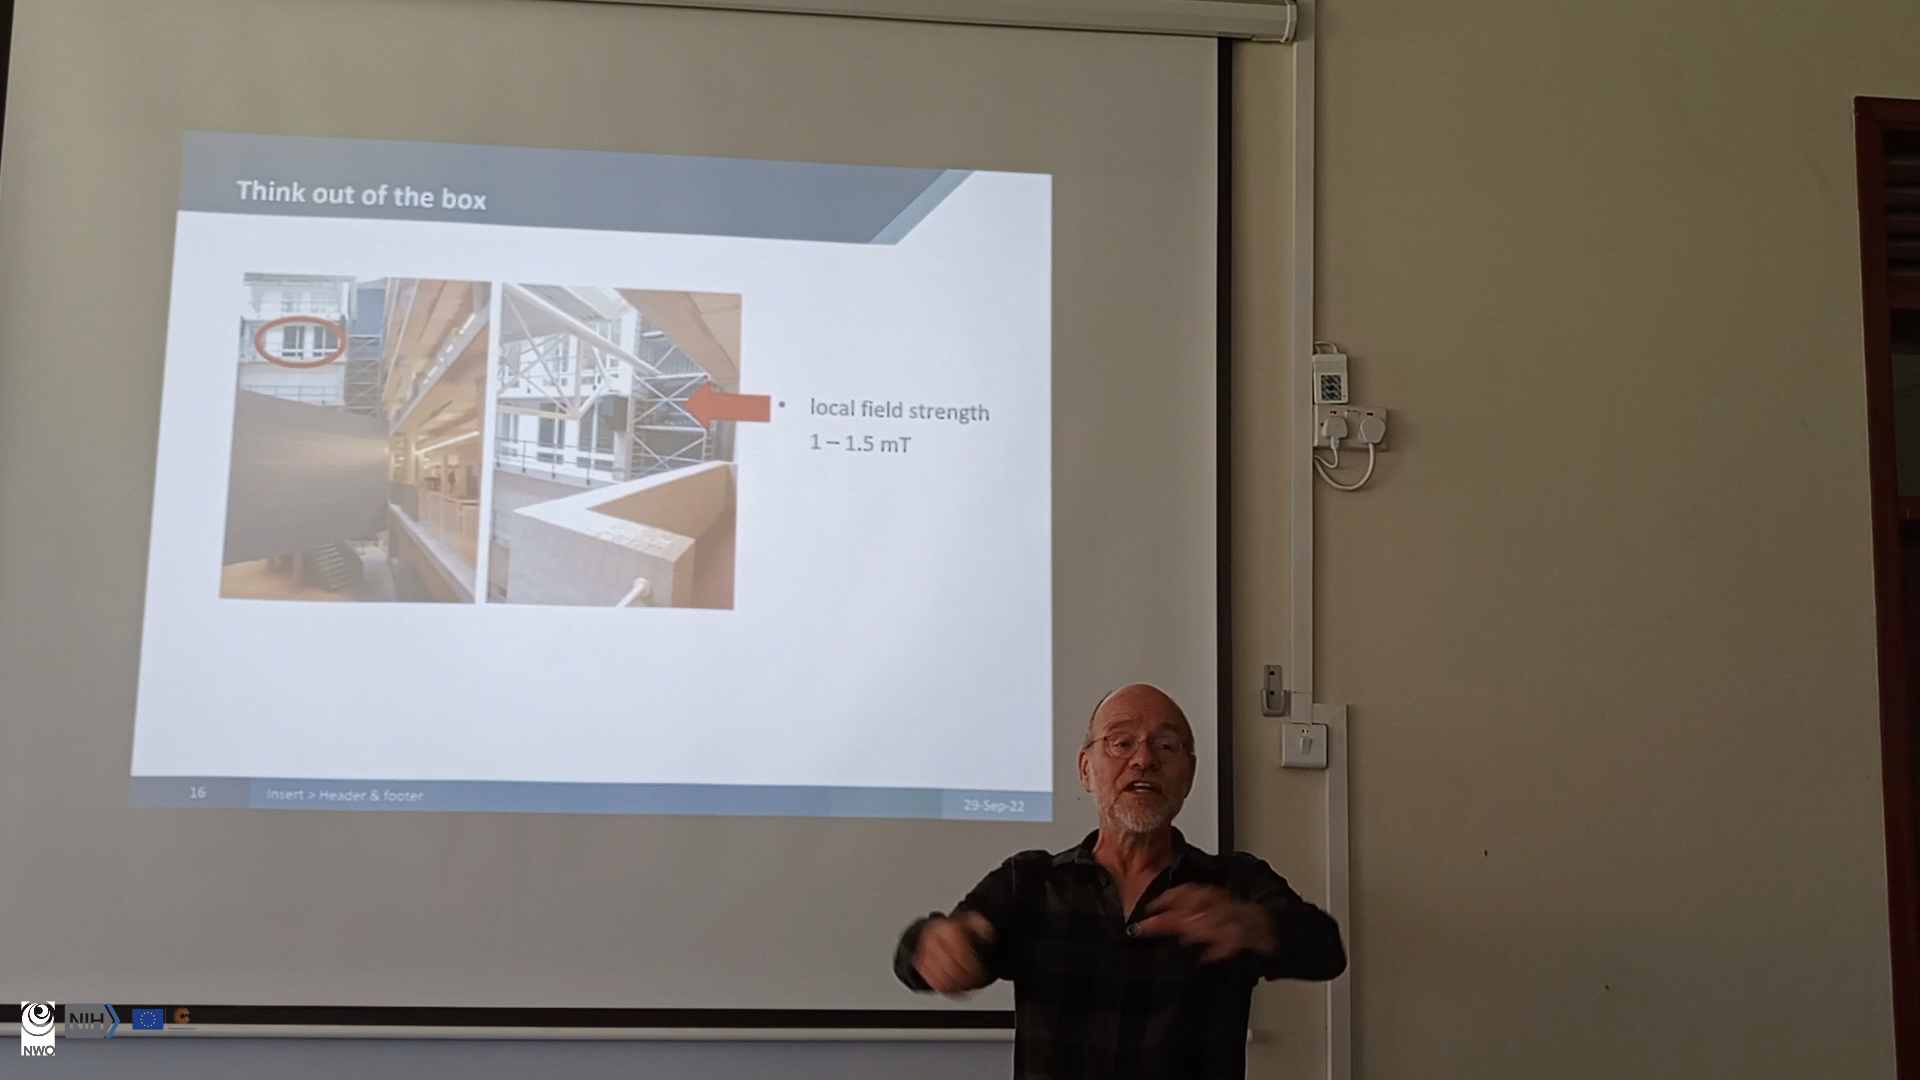 Think out of the box
• local field strength
1 – 1.5 mT
16
Insert > Header & footer
29-Sep-22
NWO
NIH